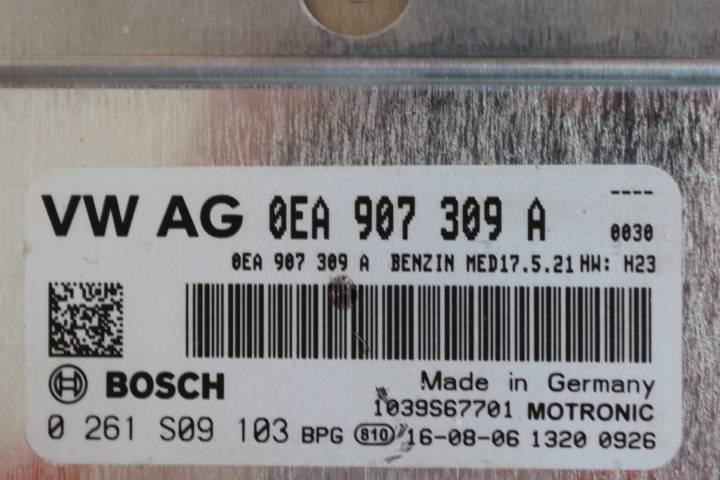 ----
VW AG 0EA 907 309 A 0030
0EA 907 309 A BENZIN MED17.5.21 HW: H23
BOSCH Made in Germany
1039S67701 MOTRONIC
0 261 S09 103 BPG 810 16-08-06 1320 0926